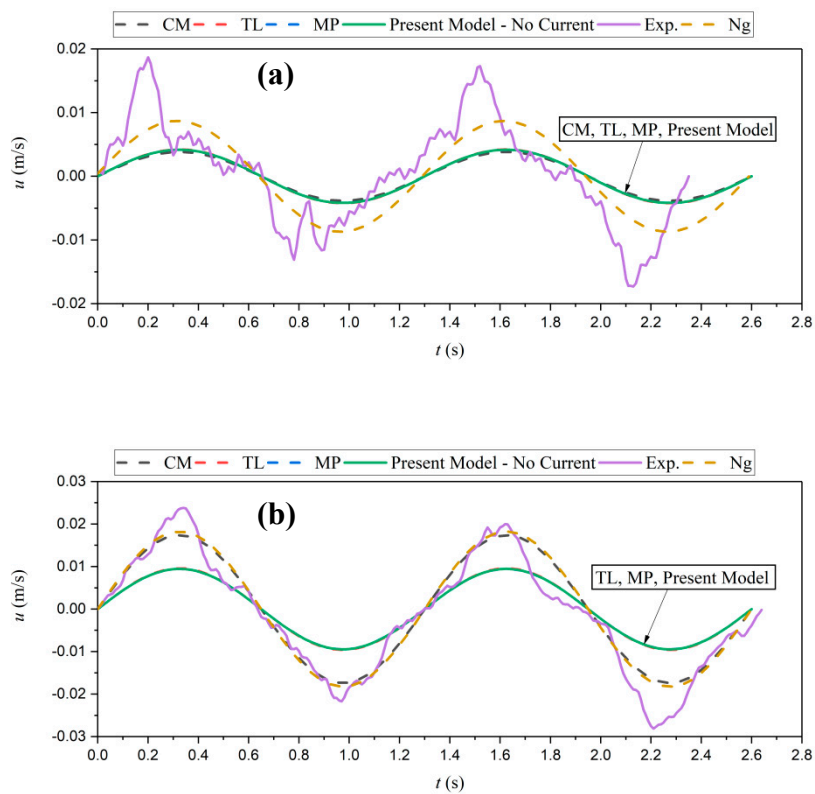 CM TL MP Present Model - No Current Exp. Ng
(a)
CM, TL, MP, Present Model
0.02
0.01
0.00
-0.01
-0.02
u (m/s)
0.0 0.2 0.4 0.6 0.8 1.0 1.2 1.4 1.6 1.8 2.0 2.2 2.4 2.6 2.8
t (s)
CM TL MP Present Model - No Current Exp. Ng
(b)
TL, MP, Present Model
0.03
0.02
0.01
0.00
-0.01
-0.02
-0.03
u (m/s)
0.0 0.2 0.4 0.6 0.8 1.0 1.2 1.4 1.6 1.8 2.0 2.2 2.4 2.6 2.8
t (s)